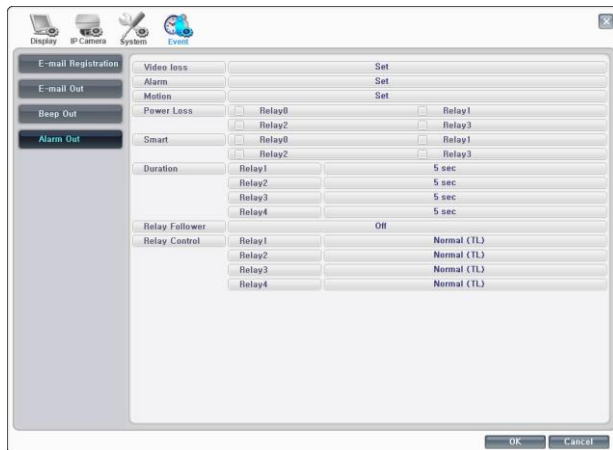 Display IP Camera System Event
E-mail Registration
E-mail Out
Beep Out
Alarm Out
Video loss Set
Alarm Set
Motion Set
Power Loss Relay0 Relay1
Relay2 Relay3
Smart Relay0 Relay1
Relay2 Relay3
Duration Relay1 5 sec
Relay2 5 sec
Relay3 5 sec
Relay4 5 sec
Relay Follower Off
Relay Control Relay1 Normal (TL)
Relay2 Normal (TL)
Relay3 Normal (TL)
Relay4 Normal (TL)
OK Cancel